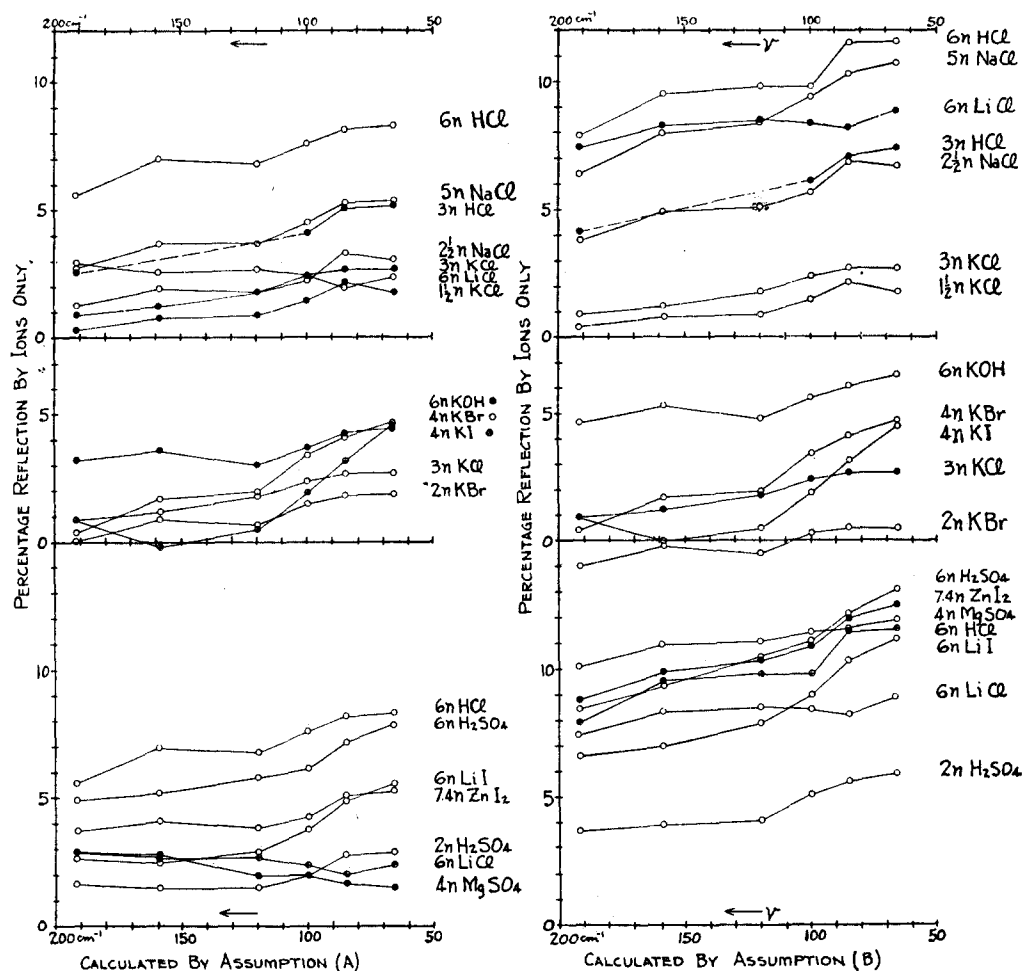 200 cm⁻¹ 150 100 50
←
10
5
0
6n HCl
5n NaCl
3n HCl
2½n NaCl
3n KCl
6n LiCl
1½n KCl
PERCENTAGE REFLECTION BY IONS ONLY
5
0
6n KOH ●
4n KBr ○
4n KI ●
3n KCl
2n KBr
10
5
0
6n HCl
6n H₂SO₄
6n LiI
7.4n ZnI₂
2n H₂SO₄
6n LiCl
4n MgSO₄
←
200 cm⁻¹ 150 100 50
CALCULATED BY ASSUMPTION (A)
200 cm⁻¹ 150 100 50
← ν
10
5
0
6n HCl
5n NaCl
6n LiCl
3n HCl
2½n NaCl
3n KCl
1½n KCl
PERCENTAGE REFLECTION BY IONS ONLY
5
0
6n KOH
4n KBr
4n KI
3n KCl
2n KBr
10
5
0
6n H₂SO₄
7.4n ZnI₂
4n MgSO₄
6n HCl
6n LiI
6n LiCl
2n H₂SO₄
← ν
200 cm⁻¹ 150 100 50
CALCULATED BY ASSUMPTION (B)